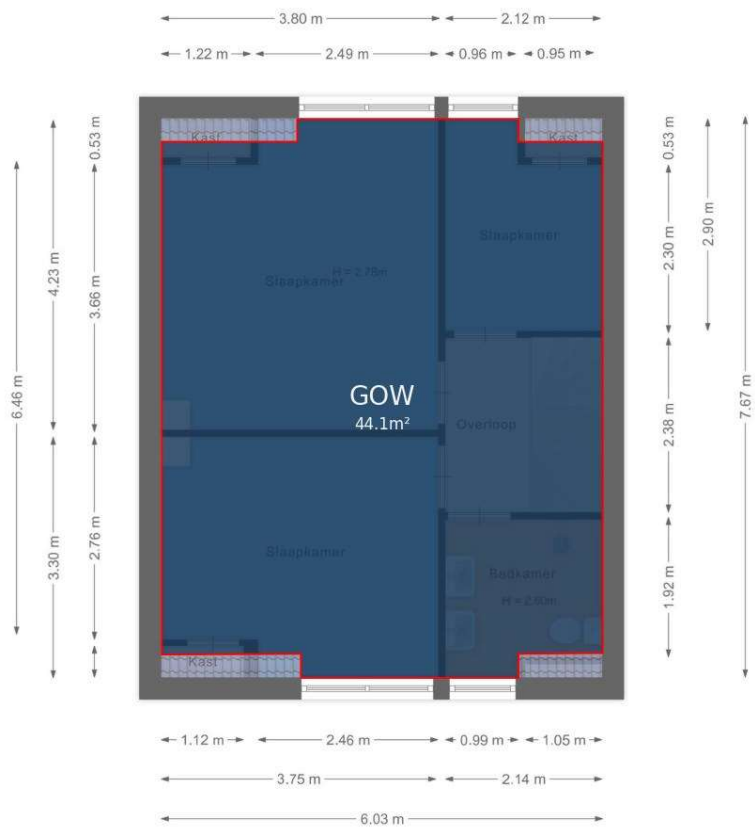 3.80 m
2.12 m
1.22 m
2.49 m
0.96 m
0.95 m
Kast
Kast
0.53 m
0.53 m
Slaapkamer
2.90 m
2.30 m
H = 2.78m
Slaapkamer
4.23 m
3.66 m
6.46 m
7.67 m
GOW
44.1m²
Overloop
2.38 m
Slaapkamer
Badkamer
H = 2.60m
2.76 m
3.30 m
1.92 m
Kast
1.12 m
2.46 m
0.99 m
1.05 m
3.75 m
2.14 m
6.03 m